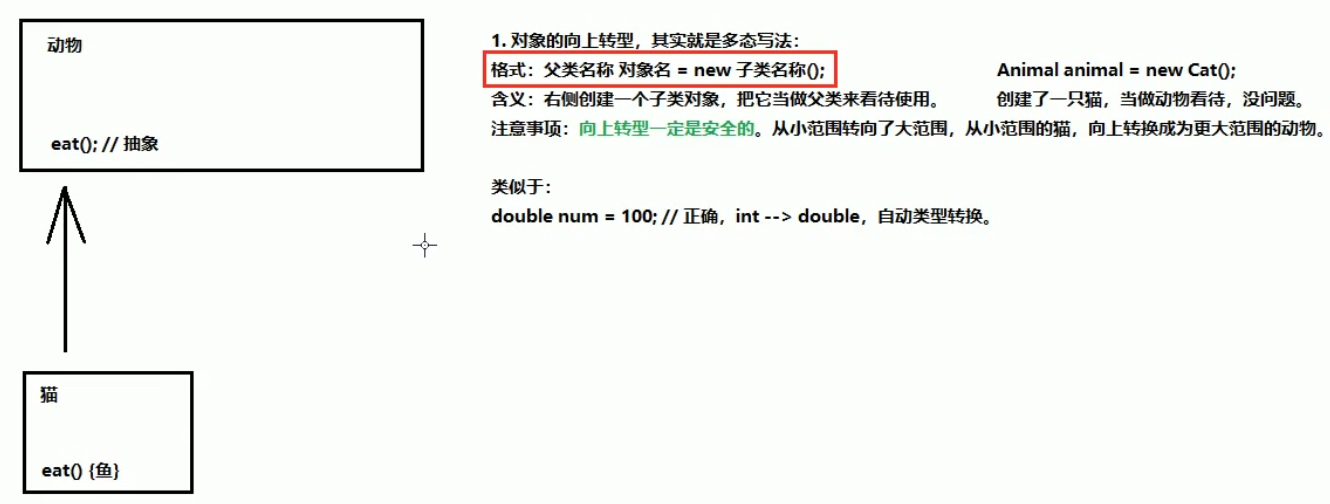 动物
eat(); // 抽象
猫
eat() {鱼}
1. 对象的向上转型，其实就是多态写法：
格式：父类名称 对象名 = new 子类名称();
Animal animal = new Cat();
含义：右侧创建一个子类对象，把它当做父类来看待使用。
创建了一只猫，当做动物看待，没问题。
注意事项：向上转型一定是安全的。从小范围转向了大范围，从小范围的猫，向上转换成为更大范围的动物。
类似于：
double num = 100; // 正确，int --> double，自动类型转换。